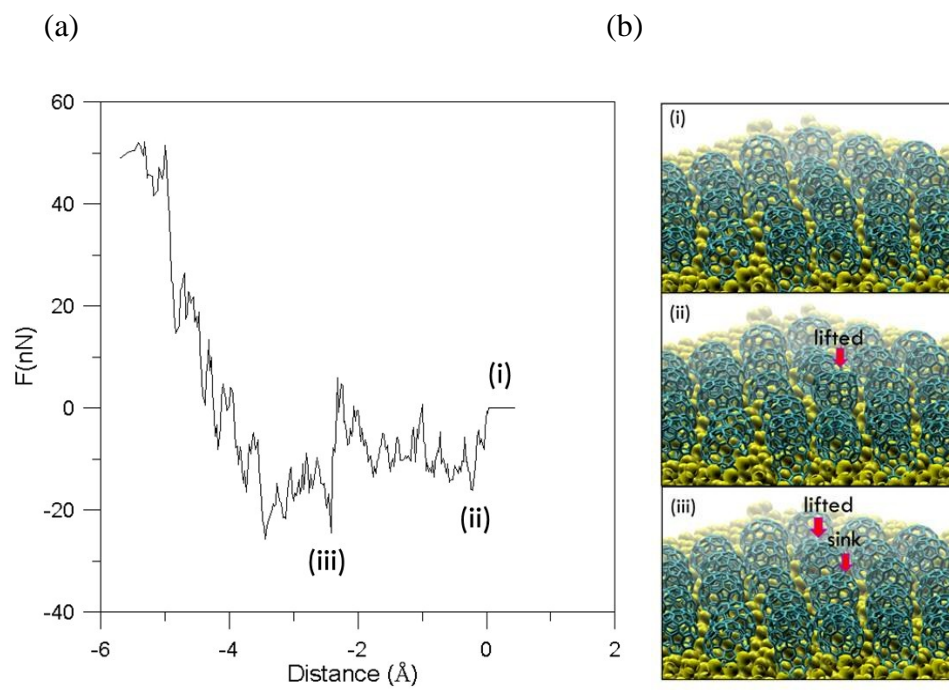 (a)
(b)
60
40
20
0
-20
-40
F(nN)
-6
-4
-2
0
2
Distance (Å)
(i)
(ii)
(iii)
(i)
(ii)
lifted
(iii)
lifted
sink